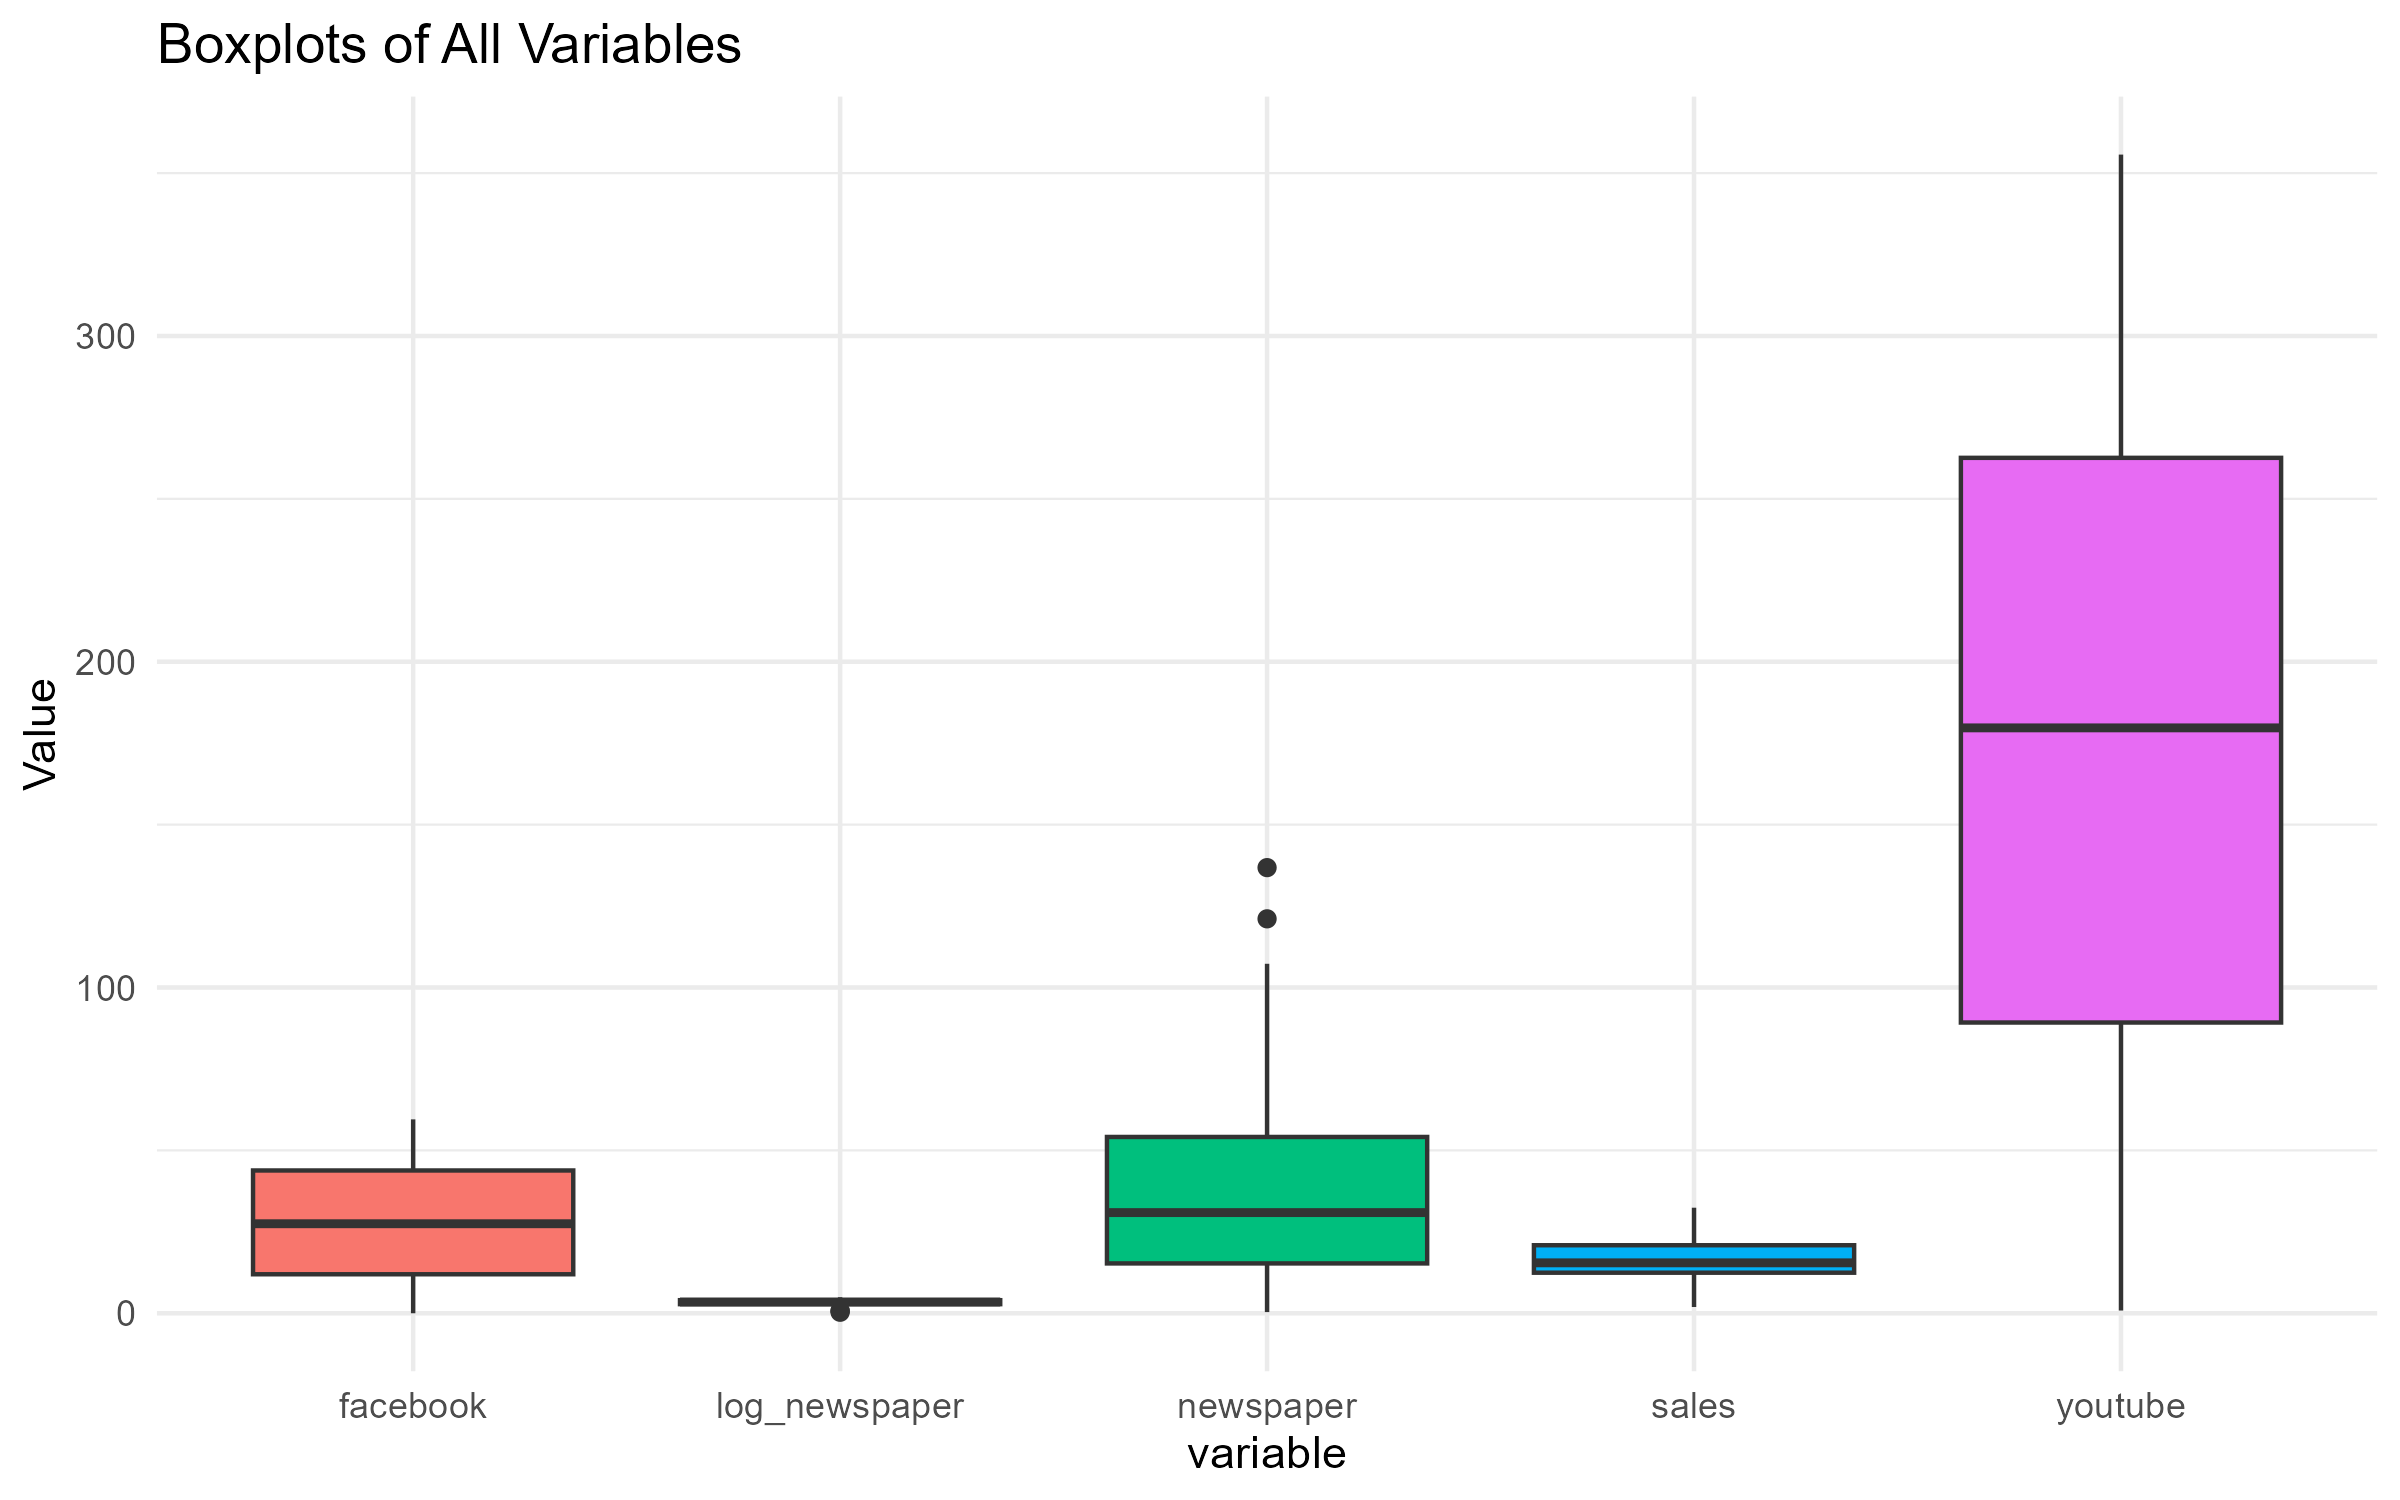 Boxplots of All Variables
Value
300
200
100
0
facebook log_newspaper newspaper sales youtube
variable